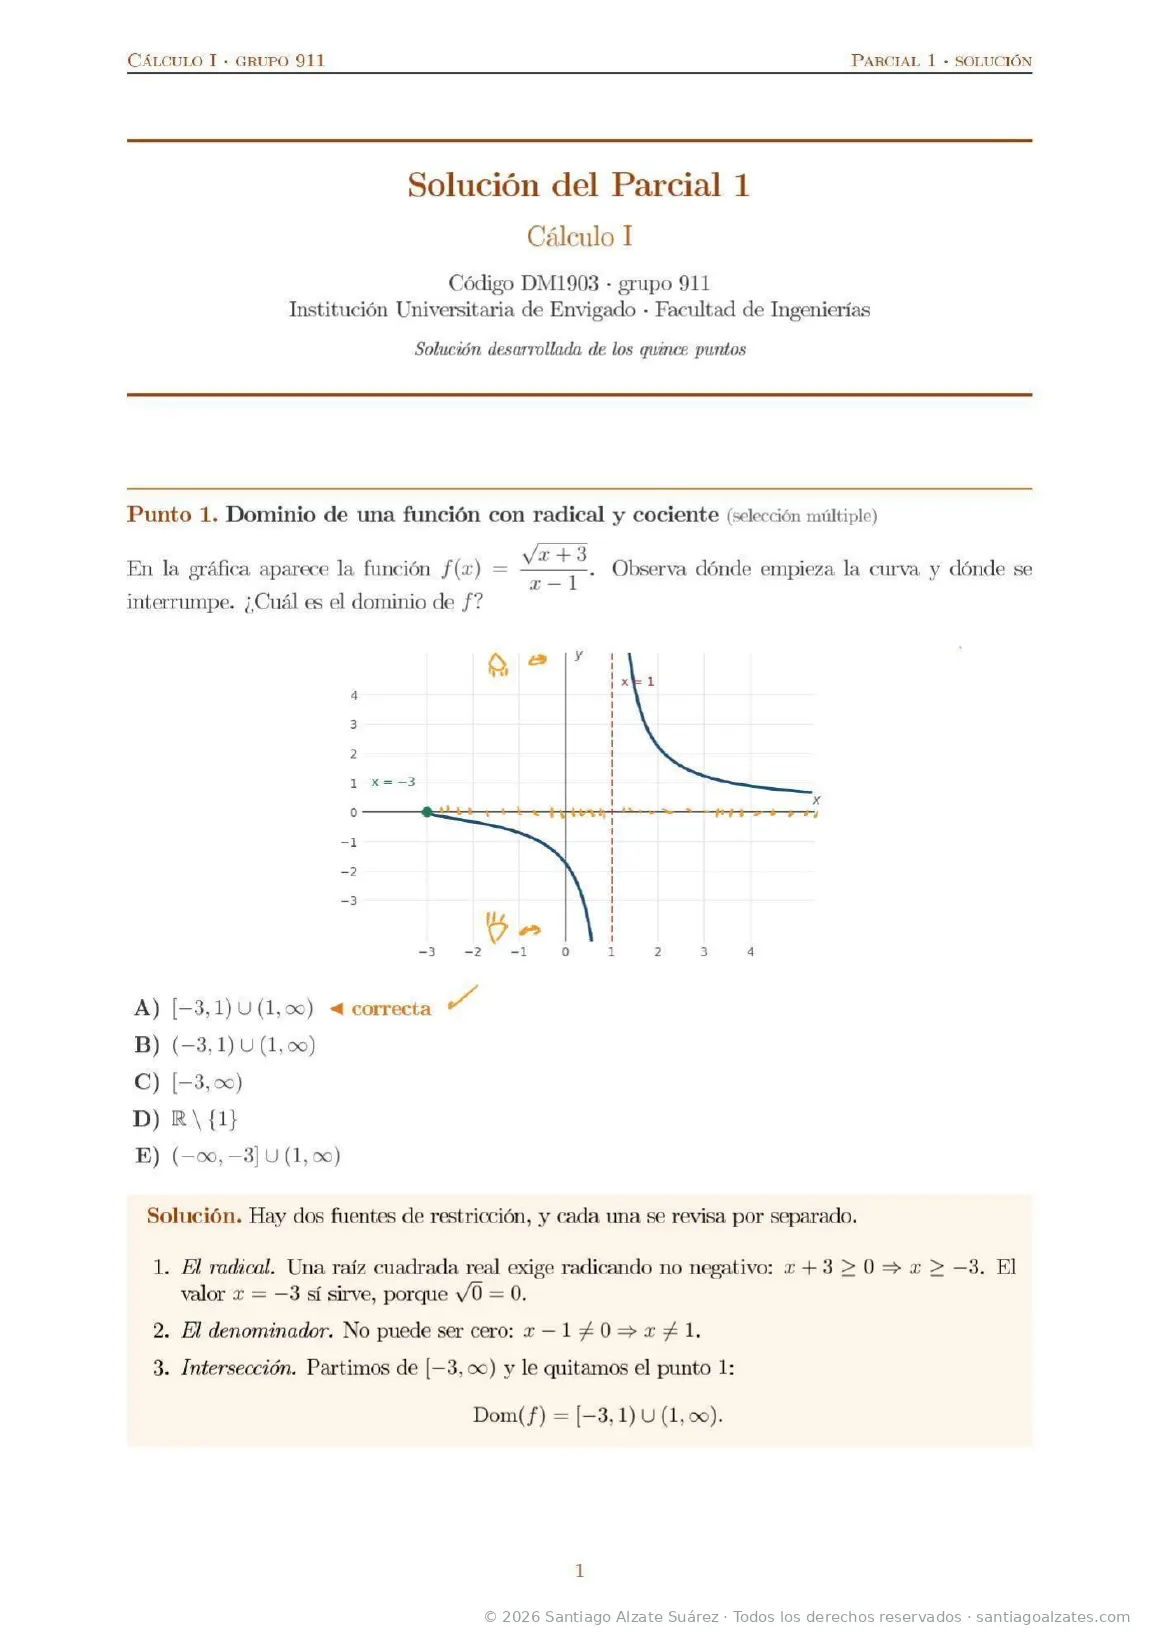 Cálculo I · grupo 911
Parcial 1 · solución
Solución del Parcial 1
Cálculo I
Código DM1903 · grupo 911
Institución Universitaria de Envigado · Facultad de Ingenierías
Solución desarrollada de los quince puntos
Punto 1. Dominio de una función con radical y cociente (selección múltiple)
En la gráfica aparece la función f(x) = √(x + 3) / (x − 1). Observa dónde empieza la curva y dónde se
interrumpe. ¿Cuál es el dominio de f?
y
x = 1
4
3
2
1
x = −3
x
0
−1
−2
−3
−3 −2 −1 0 1 2 3 4
A) [−3, 1) ∪ (1, ∞) ◄ correcta
B) (−3, 1) ∪ (1, ∞)
C) [−3, ∞)
D) ℝ \ {1}
E) (−∞, −3] ∪ (1, ∞)
Solución. Hay dos fuentes de restricción, y cada una se revisa por separado.
1. El radical. Una raíz cuadrada real exige radicando no negativo: x + 3 ≥ 0 ⇒ x ≥ −3. El
valor x = −3 sí sirve, porque √0 = 0.
2. El denominador. No puede ser cero: x − 1 ≠ 0 ⇒ x ≠ 1.
3. Intersección. Partimos de [−3, ∞) y le quitamos el punto 1:
Dom(f) = [−3, 1) ∪ (1, ∞).
1
© 2026 Santiago Alzate Suárez · Todos los derechos reservados · santiagoalzates.com